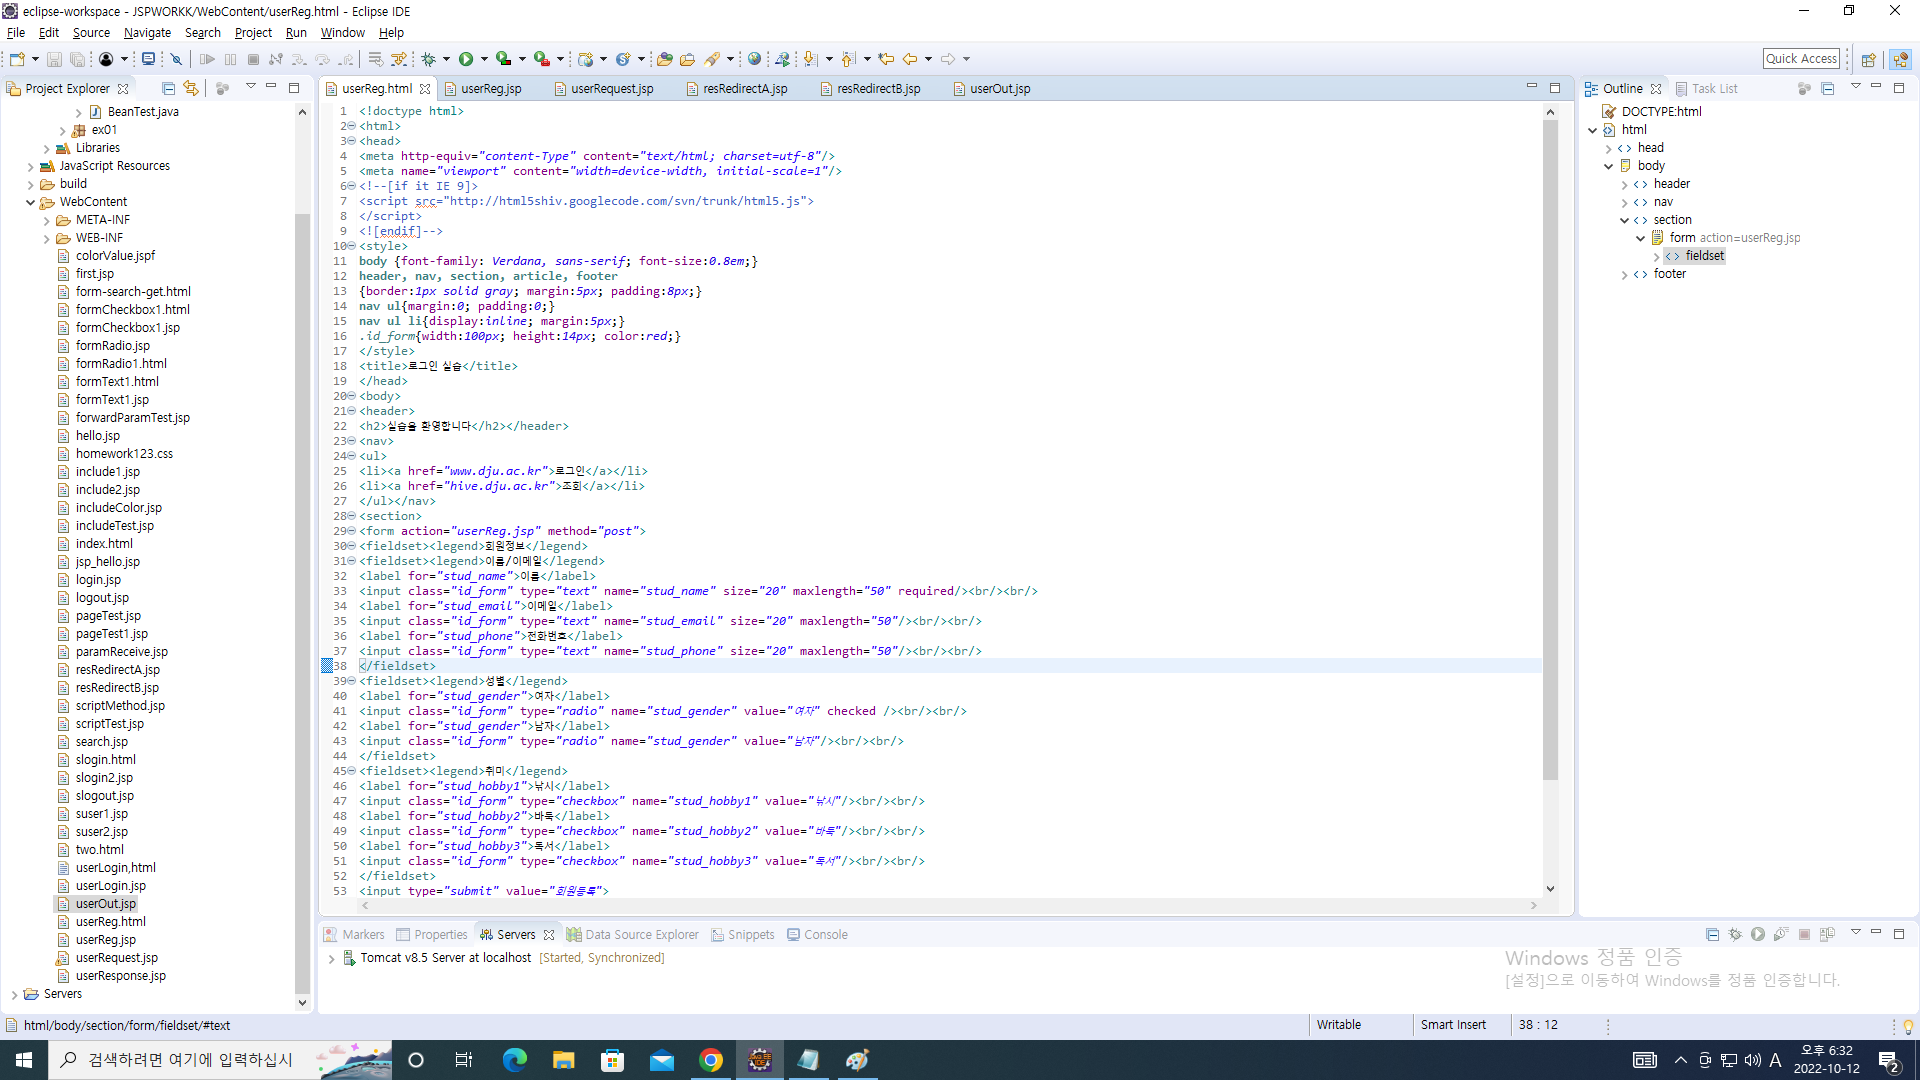 eclipse-workspace - JSPWORKK/WebContent/userReg.html - Eclipse IDE
File Edit Source Navigate Search Project Run Window Help
Quick Access
Project Explorer
BeanTest.java
ex01
Libraries
JavaScript Resources
build
WebContent
META-INF
WEB-INF
colorValue.jspf
first.jsp
form-search-get.html
formCheckbox1.html
formCheckbox1.jsp
formRadio.jsp
formRadio1.html
formText1.html
formText1.jsp
forwardParamTest.jsp
hello.jsp
homework123.css
include1.jsp
include2.jsp
includeColor.jsp
includeTest.jsp
index.html
jsp_hello.jsp
login.jsp
logout.jsp
pageTest.jsp
pageTest1.jsp
paramReceive.jsp
resRedirectA.jsp
resRedirectB.jsp
scriptMethod.jsp
scriptTest.jsp
search.jsp
slogin.html
slogin2.jsp
slogout.jsp
suser1.jsp
suser2.jsp
two.html
userLogin,html
userLogin.jsp
userOut.jsp
userReg.html
userReg.jsp
userRequest.jsp
userResponse.jsp
Servers
userReg.html userReg.jsp userRequest.jsp resRedirectA.jsp resRedirectB.jsp userOut.jsp
1 <!doctype html>
2 <html>
3 <head>
4 <meta http-equiv="content-Type" content="text/html; charset=utf-8"/>
5 <meta name="viewport" content="width=device-width, initial-scale=1"/>
6 <!--[if it IE 9]>
7 <script src="http://html5shiv.googlecode.com/svn/trunk/html5.js">
8 </script>
9 <![endif]-->
10 <style>
11 body {font-family: Verdana, sans-serif; font-size:0.8em;}
12 header, nav, section, article, footer
13 {border:1px solid gray; margin:5px; padding:8px;}
14 nav ul{margin:0; padding:0;}
15 nav ul li{display:inline; margin:5px;}
16 .id_form{width:100px; height:14px; color:red;}
17 </style>
18 <title>로그인 실습</title>
19 </head>
20 <body>
21 <header>
22 <h2>실습을 환영합니다</h2></header>
23 <nav>
24 <ul>
25 <li><a href="www.dju.ac.kr">로그인</a></li>
26 <li><a href="hive.dju.ac.kr">조회</a></li>
27 </ul></nav>
28 <section>
29 <form action="userReg.jsp" method="post">
30 <fieldset><legend>회원정보</legend>
31 <fieldset><legend>이름/이메일</legend>
32 <label for="stud_name">이름</label>
33 <input class="id_form" type="text" name="stud_name" size="20" maxlength="50" required/><br/><br/>
34 <label for="stud_email">이메일</label>
35 <input class="id_form" type="text" name="stud_email" size="20" maxlength="50"/><br/><br/>
36 <label for="stud_phone">전화번호</label>
37 <input class="id_form" type="text" name="stud_phone" size="20" maxlength="50"/><br/><br/>
38 </fieldset>
39 <fieldset><legend>성별</legend>
40 <label for="stud_gender">여자</label>
41 <input class="id_form" type="radio" name="stud_gender" value="여자" checked /><br/><br/>
42 <label for="stud_gender">남자</label>
43 <input class="id_form" type="radio" name="stud_gender" value="남자"/><br/><br/>
44 </fieldset>
45 <fieldset><legend>취미</legend>
46 <label for="stud_hobby1">낚시</label>
47 <input class="id_form" type="checkbox" name="stud_hobby1" value="낚시"/><br/><br/>
48 <label for="stud_hobby2">바둑</label>
49 <input class="id_form" type="checkbox" name="stud_hobby2" value="바둑"/><br/><br/>
50 <label for="stud_hobby3">독서</label>
51 <input class="id_form" type="checkbox" name="stud_hobby3" value="독서"/><br/><br/>
52 </fieldset>
53 <input type="submit" value="회원등록">
Outline Task List
DOCTYPE:html
html
head
body
header
nav
section
form action=userReg.jsp
fieldset
footer
Markers Properties Servers Data Source Explorer Snippets Console
Tomcat v8.5 Server at localhost [Started, Synchronized]
Windows 정품 인증
[설정]으로 이동하여 Windows를 정품 인증합니다.
html/body/section/form/fieldset/#text
Writable Smart Insert 38 : 12
검색하려면 여기에 입력하십시
A 오후 6:32
2022-10-12
2